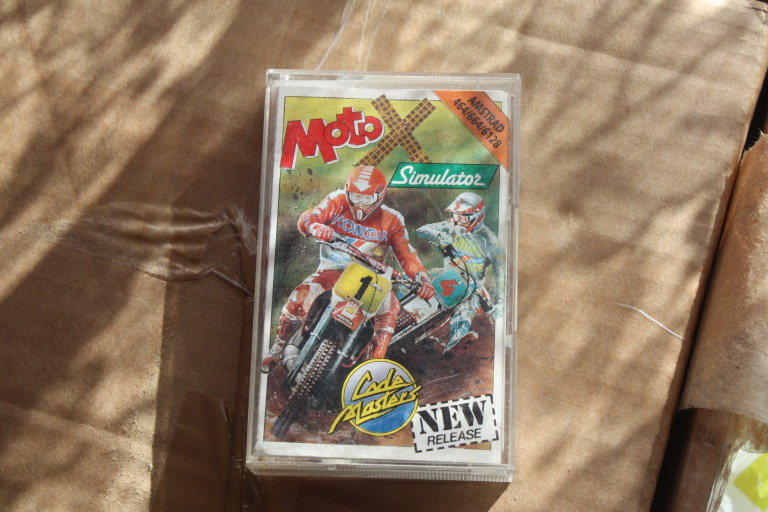 Moto X
AMSTRAD
464/664/6128
Simulator
HONDA
1
Code
Masters
NEW
RELEASE